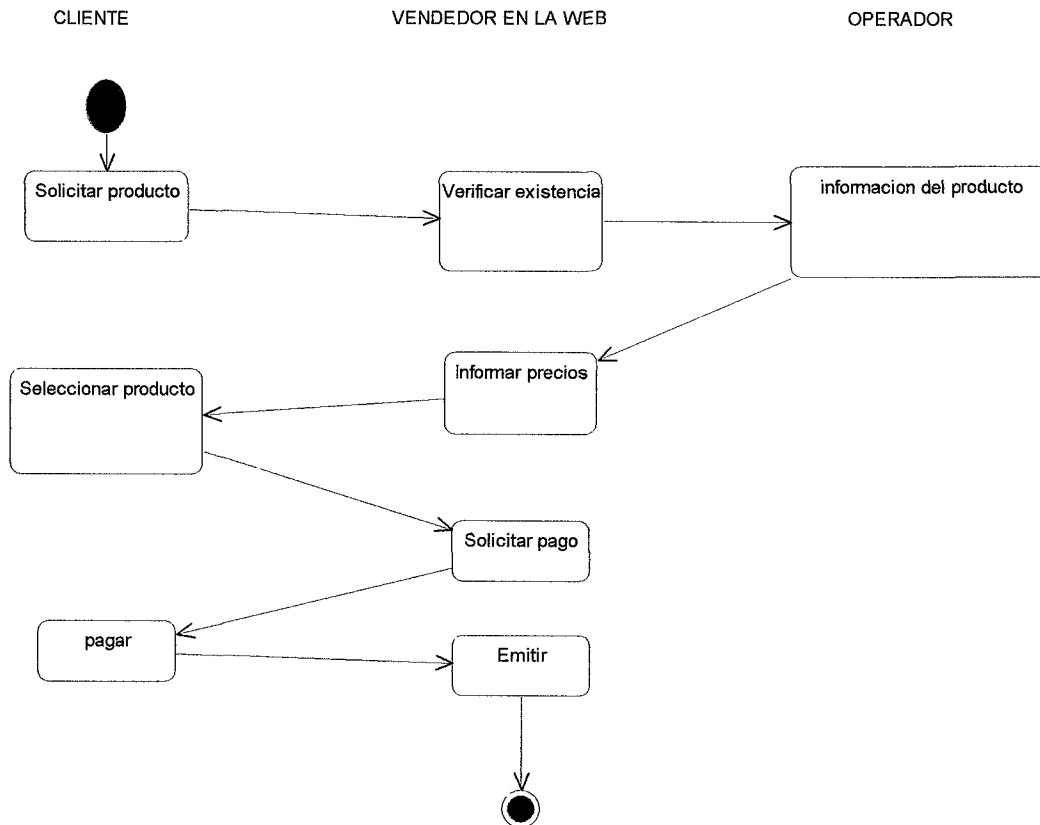 CLIENTE
VENDEDOR EN LA WEB
OPERADOR
Solicitar producto
Verificar existencia
informacion del producto
Informar precios
Seleccionar producto
Solicitar pago
pagar
Emitir